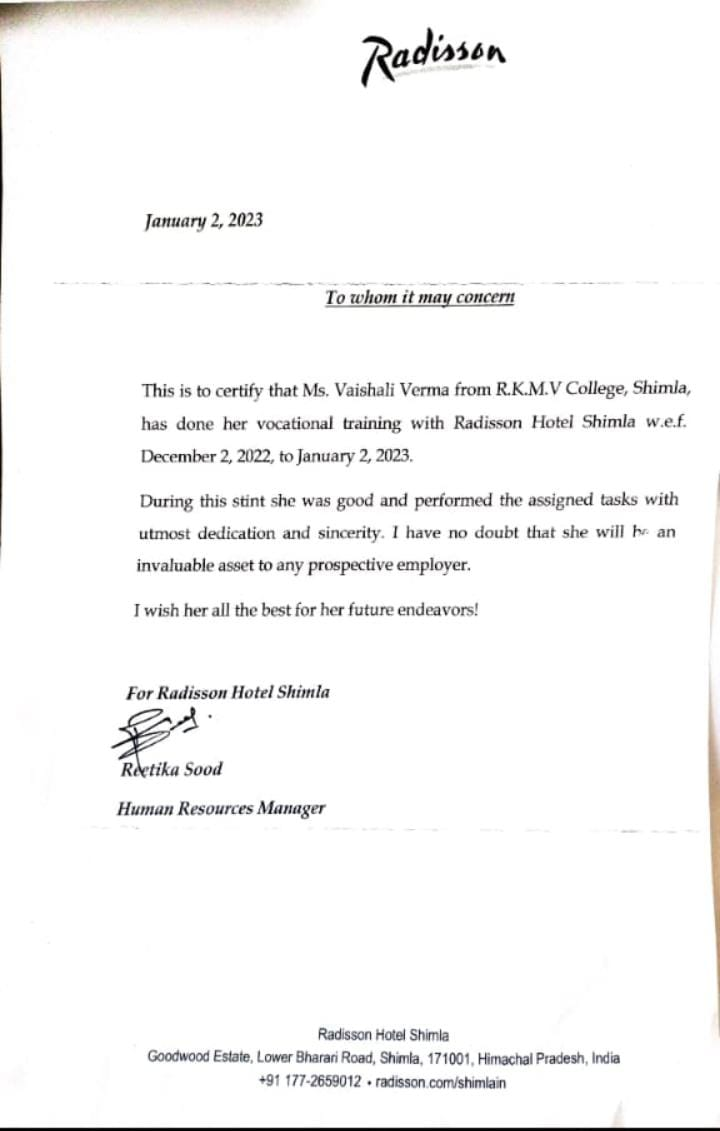 Radisson
January 2, 2023
To whom it may concern
This is to certify that Ms. Vaishali Verma from R.K.M.V College, Shimla,
has done her vocational training with Radisson Hotel Shimla w.e.f.
December 2, 2022, to January 2, 2023.
During this stint she was good and performed the assigned tasks with
utmost dedication and sincerity. I have no doubt that she will be an
invaluable asset to any prospective employer.
I wish her all the best for her future endeavors!
For Radisson Hotel Shimla
Reetika Sood
Human Resources Manager
Radisson Hotel Shimla
Goodwood Estate, Lower Bharari Road, Shimla, 171001, Himachal Pradesh, India
+91 177-2659012 • radisson.com/shimlain